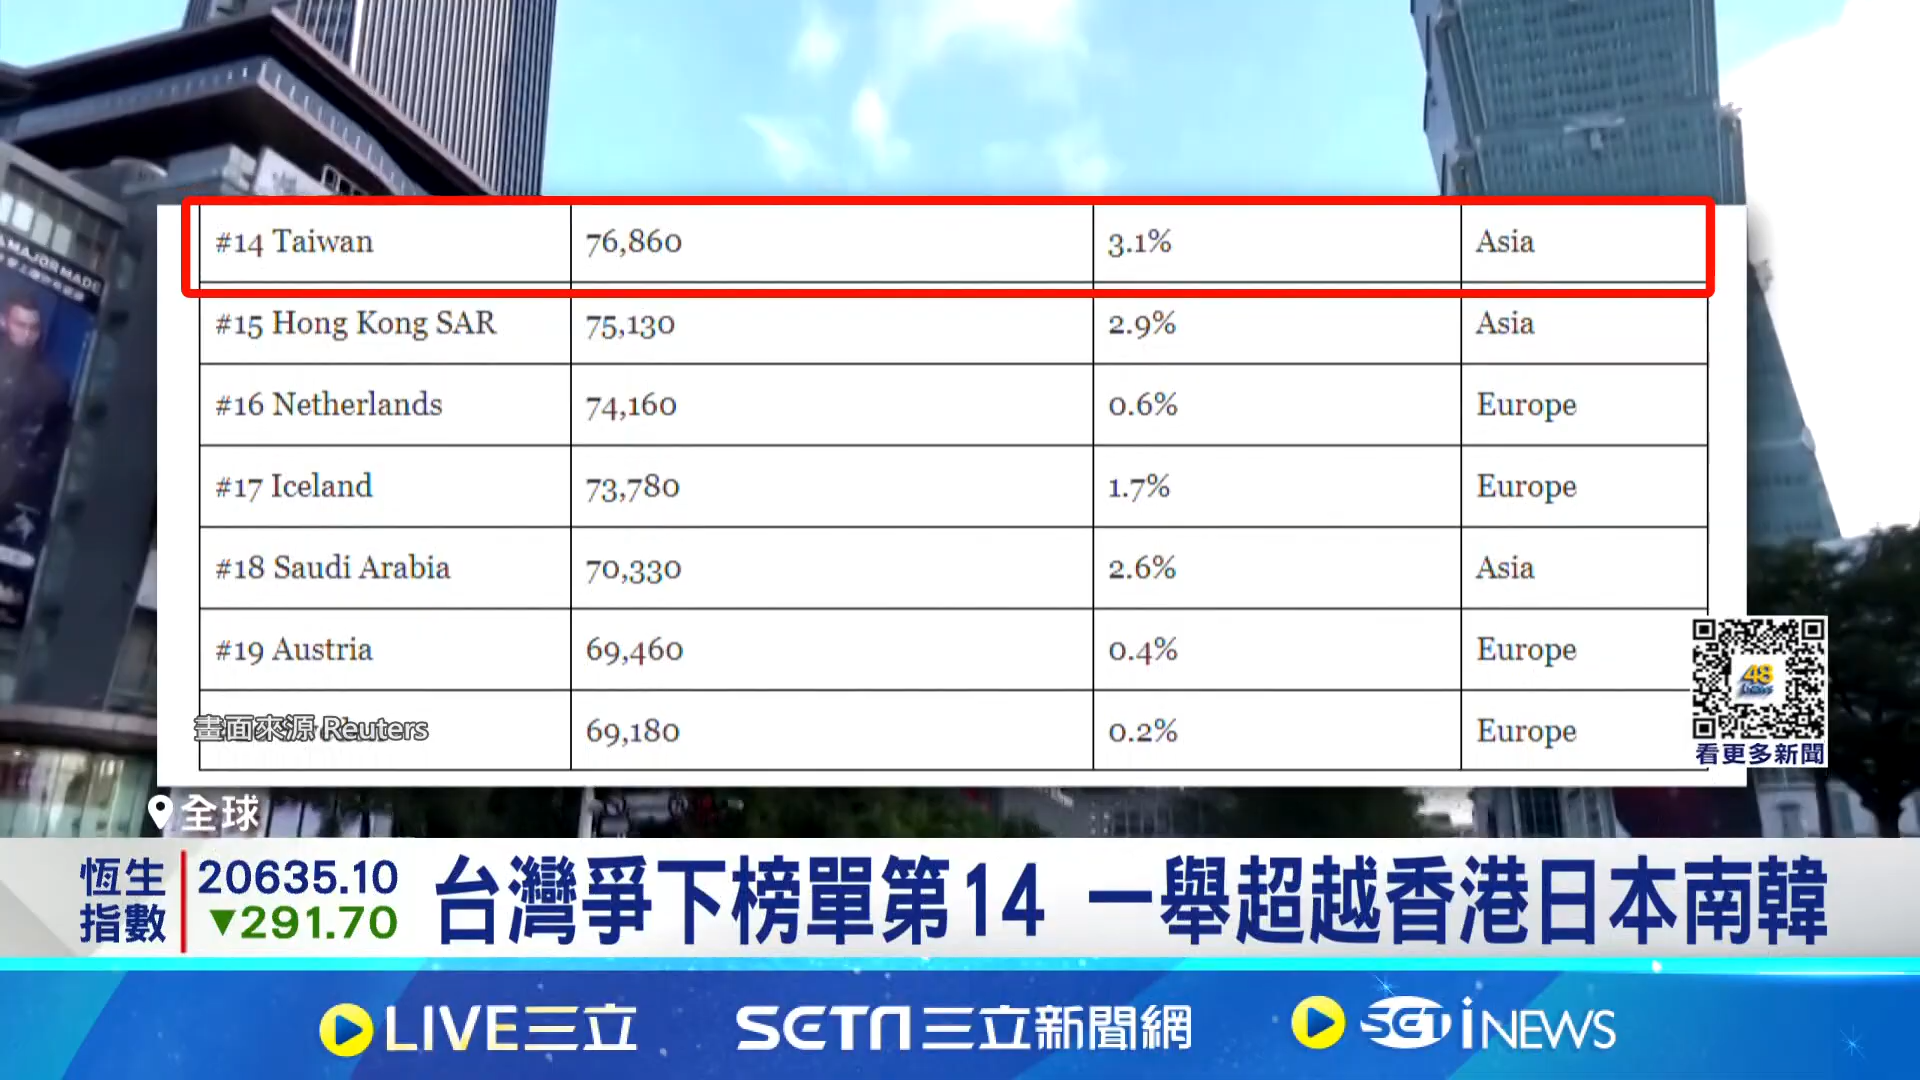 #14 Taiwan 76,860 3.1% Asia
#15 Hong Kong SAR 75,130 2.9% Asia
#16 Netherlands 74,160 0.6% Europe
#17 Iceland 73,780 1.7% Europe
#18 Saudi Arabia 70,330 2.6% Asia
#19 Austria 69,460 0.4% Europe
畫面來源 Reuters 69,180 0.2% Europe
48
看更多新聞
全球
恆生指數 20635.10 ▼291.70
台灣爭下榜單第14 一舉超越香港日本南韓
LIVE三立
SETN三立新聞網
SET iNEWS